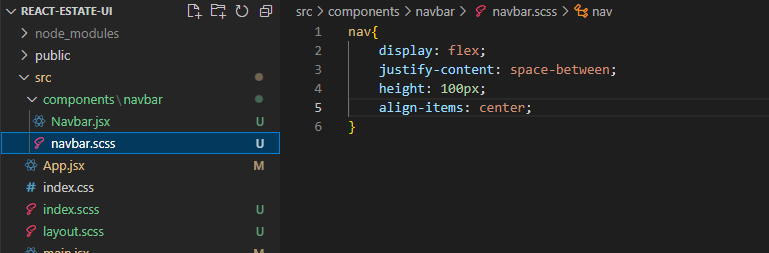 REACT-ESTATE-UI
node_modules
public
src
components\navbar
Navbar.jsx U
navbar.scss U
App.jsx M
index.css
index.scss U
layout.scss U
main.jsx M
src > components > navbar > navbar.scss > nav
1 nav{
2 display: flex;
3 justify-content: space-between;
4 height: 100px;
5 align-items: center;
6 }